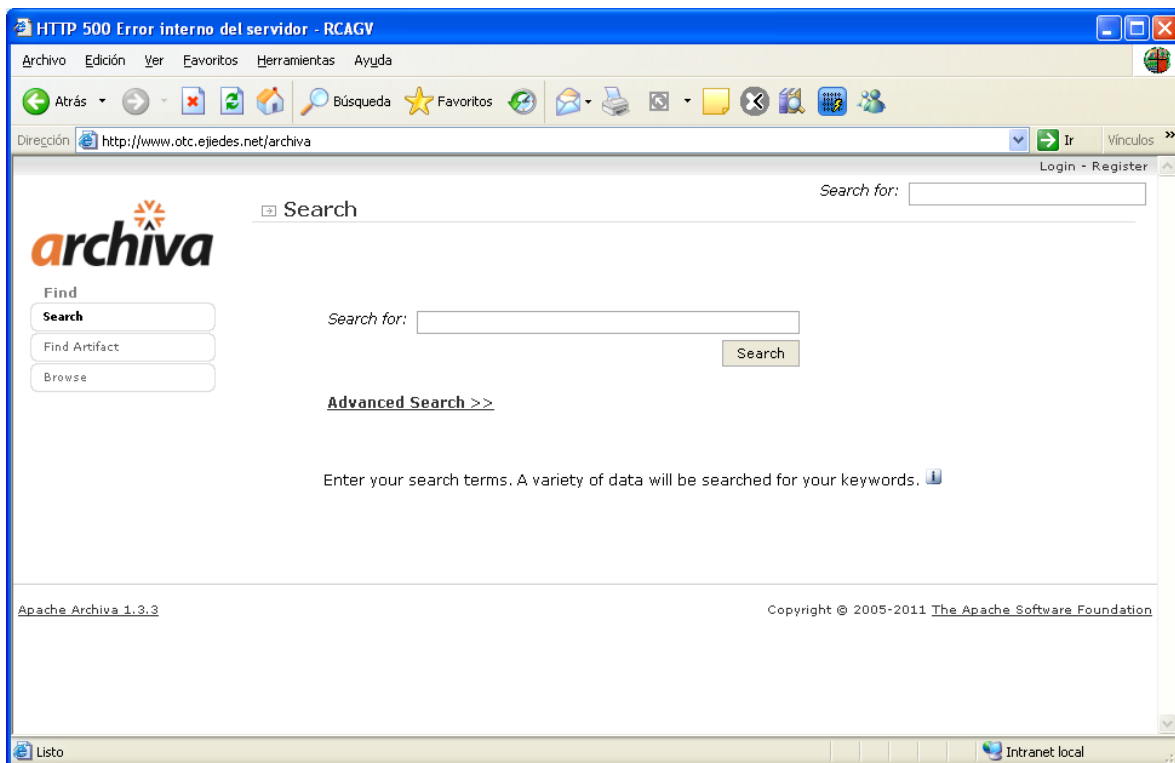 HTTP 500 Error interno del servidor - RCAGV
Archivo Edición Ver Favoritos Herramientas Ayuda
Atrás Búsqueda Favoritos
Dirección http://www.otc.ejiedes.net/archiva Ir Vínculos »
Login - Register
Search for:
Search
archiva
Find
Search
Find Artifact
Browse
Search for:
Search
Advanced Search >>
Enter your search terms. A variety of data will be searched for your keywords.
Apache Archiva 1.3.3 Copyright © 2005-2011 The Apache Software Foundation
Listo Intranet local